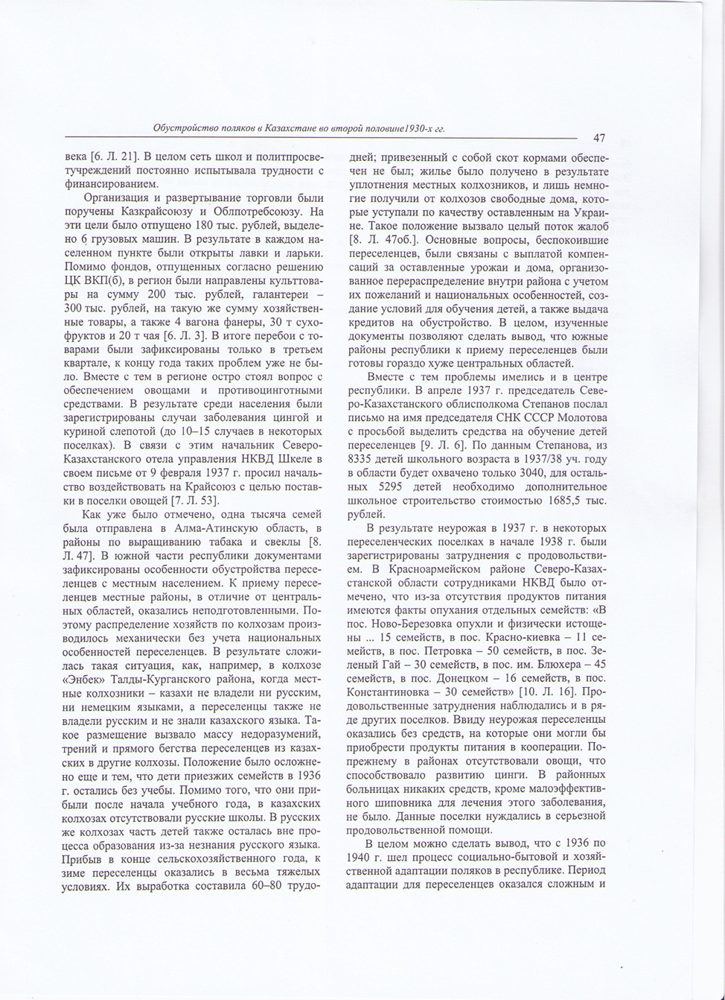 Обустройство поляков в Казахстане во второй половине1930-х гг.
47
века [6. Л. 21]. В целом сеть школ и политпросве-
тучреждений постоянно испытывала трудности с
финансированием.
Организация и развертывание торговли были
поручены Казкрайсоюзу и Облпотребсоюзу. На
эти цели было отпущено 180 тыс. рублей, выделе-
но 6 грузовых машин. В результате в каждом на-
селенном пункте были открыты лавки и ларьки.
Помимо фондов, отпущенных согласно решению
ЦК ВКП(б), в регион были направлены культтова-
ры на сумму 200 тыс. рублей, галантереи –
300 тыс. рублей, на такую же сумму хозяйствен-
ные товары, а также 4 вагона фанеры, 30 т сухо-
фруктов и 20 т чая [6. Л. 3]. В итоге перебои с то-
варами были зафиксированы только в третьем
квартале, к концу года таких проблем уже не бы-
ло. Вместе с тем в регионе остро стоял вопрос с
обеспечением овощами и противоцинготными
средствами. В результате среди населения были
зарегистрированы случаи заболевания цингой и
куриной слепотой (до 10–15 случаев в некоторых
поселках). В связи с этим начальник Северо-
Казахстанского отела управления НКВД Шкеле в
своем письме от 9 февраля 1937 г. просил началь-
ство воздействовать на Крайсоюз с целью постав-
ки в поселки овощей [7. Л. 53].
Как уже было отмечено, одна тысяча семей
была отправлена в Алма-Атинскую область, в
районы по выращиванию табака и свеклы [8.
Л. 47]. В южной части республики документами
зафиксированы особенности обустройства пересе-
ленцев с местным населением. К приему пересе-
ленцев местные районы, в отличие от централь-
ных областей, оказались неподготовленными. По-
этому распределение хозяйств по колхозам произ-
водилось механически без учета национальных
особенностей переселенцев. В результате сложи-
лась такая ситуация, как, например, в колхозе
«Энбек» Талды-Курганского района, когда мест-
ные колхозники – казахи не владели ни русским,
ни немецким языками, а переселенцы также не
владели русским и не знали казахского языка. Та-
кое размещение вызвало массу недоразумений,
трений и прямого бегства переселенцев из казах-
ских в другие колхозы. Положение было осложне-
но еще и тем, что дети приезжих семейств в 1936
г. остались без учебы. Помимо того, что они при-
были после начала учебного года, в казахских
колхозах отсутствовали русские школы. В русских
же колхозах часть детей также осталась вне про-
цесса образования из-за незнания русского языка.
Прибыв в конце сельскохозяйственного года, к
зиме переселенцы оказались в весьма тяжелых
условиях. Их выработка составила 60–80 трудо-
дней; привезенный с собой скот кормами обеспе-
чен не был; жилье было получено в результате
уплотнения местных колхозников, и лишь немно-
гие получили от колхозов свободные дома, кото-
рые уступали по качеству оставленным на Украи-
не. Такое положение вызвало целый поток жалоб
[8. Л. 47об.]. Основные вопросы, беспокоившие
переселенцев, были связаны с выплатой компен-
саций за оставленные урожаи и дома, организо-
ванное перераспределение внутри района с учетом
их пожеланий и национальных особенностей, соз-
дание условий для обучения детей, а также выдача
кредитов на обустройство. В целом, изученные
документы позволяют сделать вывод, что южные
районы республики к приему переселенцев были
готовы гораздо хуже центральных областей.
Вместе с тем проблемы имелись и в центре
республики. В апреле 1937 г. председатель Севе-
ро-Казахстанского облисполкома Степанов послал
письмо на имя председателя СНК СССР Молотова
с просьбой выделить средства на обучение детей
переселенцев [9. Л. 6]. По данным Степанова, из
8335 детей школьного возраста в 1937/38 уч. году
в области будет охвачено только 3040, для осталь-
ных 5295 детей необходимо дополнительное
школьное строительство стоимостью 1685,5 тыс.
рублей.
В результате неурожая в 1937 г. в некоторых
переселенческих поселках в начале 1938 г. были
зарегистрированы затруднения с продовольстви-
ем. В Красноармейском районе Северо-Казах-
станской области сотрудниками НКВД было от-
мечено, что из-за отсутствия продуктов питания
имеются факты опухания отдельных семейств: «В
пос. Ново-Березовка опухли и физически истоще-
ны ... 15 семейств, в пос. Красно-киевка – 11 се-
мейств, в пос. Петровка – 50 семейств, в пос. Зе-
леный Гай – 30 семейств, в пос. им. Блюхера – 45
семейств, в пос. Донецком – 16 семейств, в пос.
Константиновка – 30 семейств» [10. Л. 16]. Про-
довольственные затруднения наблюдались и в ря-
де других поселков. Ввиду неурожая переселенцы
оказались без средств, на которые они могли бы
приобрести продукты питания в кооперации. По-
прежнему в районах отсутствовали овощи, что
способствовало развитию цинги. В районных
больницах никаких средств, кроме малоэффектив-
ного шиповника для лечения этого заболевания,
не было. Данные поселки нуждались в серьезной
продовольственной помощи.
В целом можно сделать вывод, что с 1936 по
1940 г. шел процесс социально-бытовой и хозяй-
ственной адаптации поляков в республике. Период
адаптации для переселенцев оказался сложным и